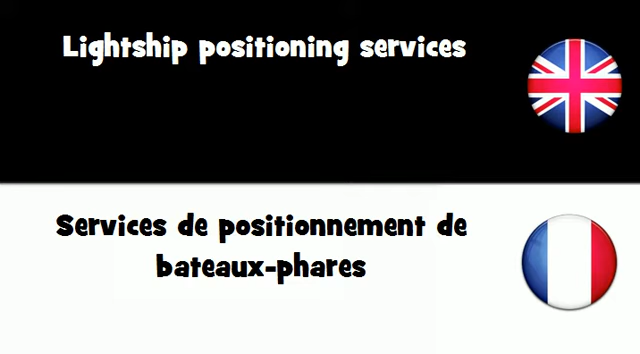 Lightship positioning services
Services de positionnement de
bateaux-phares